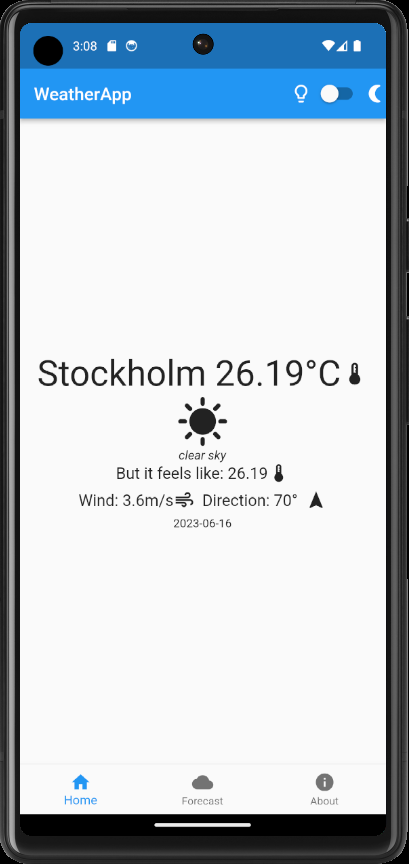 3:08
WeatherApp
Stockholm 26.19°C
clear sky
But it feels like: 26.19
Wind: 3.6m/s Direction: 70°
2023-06-16
Home Forecast About